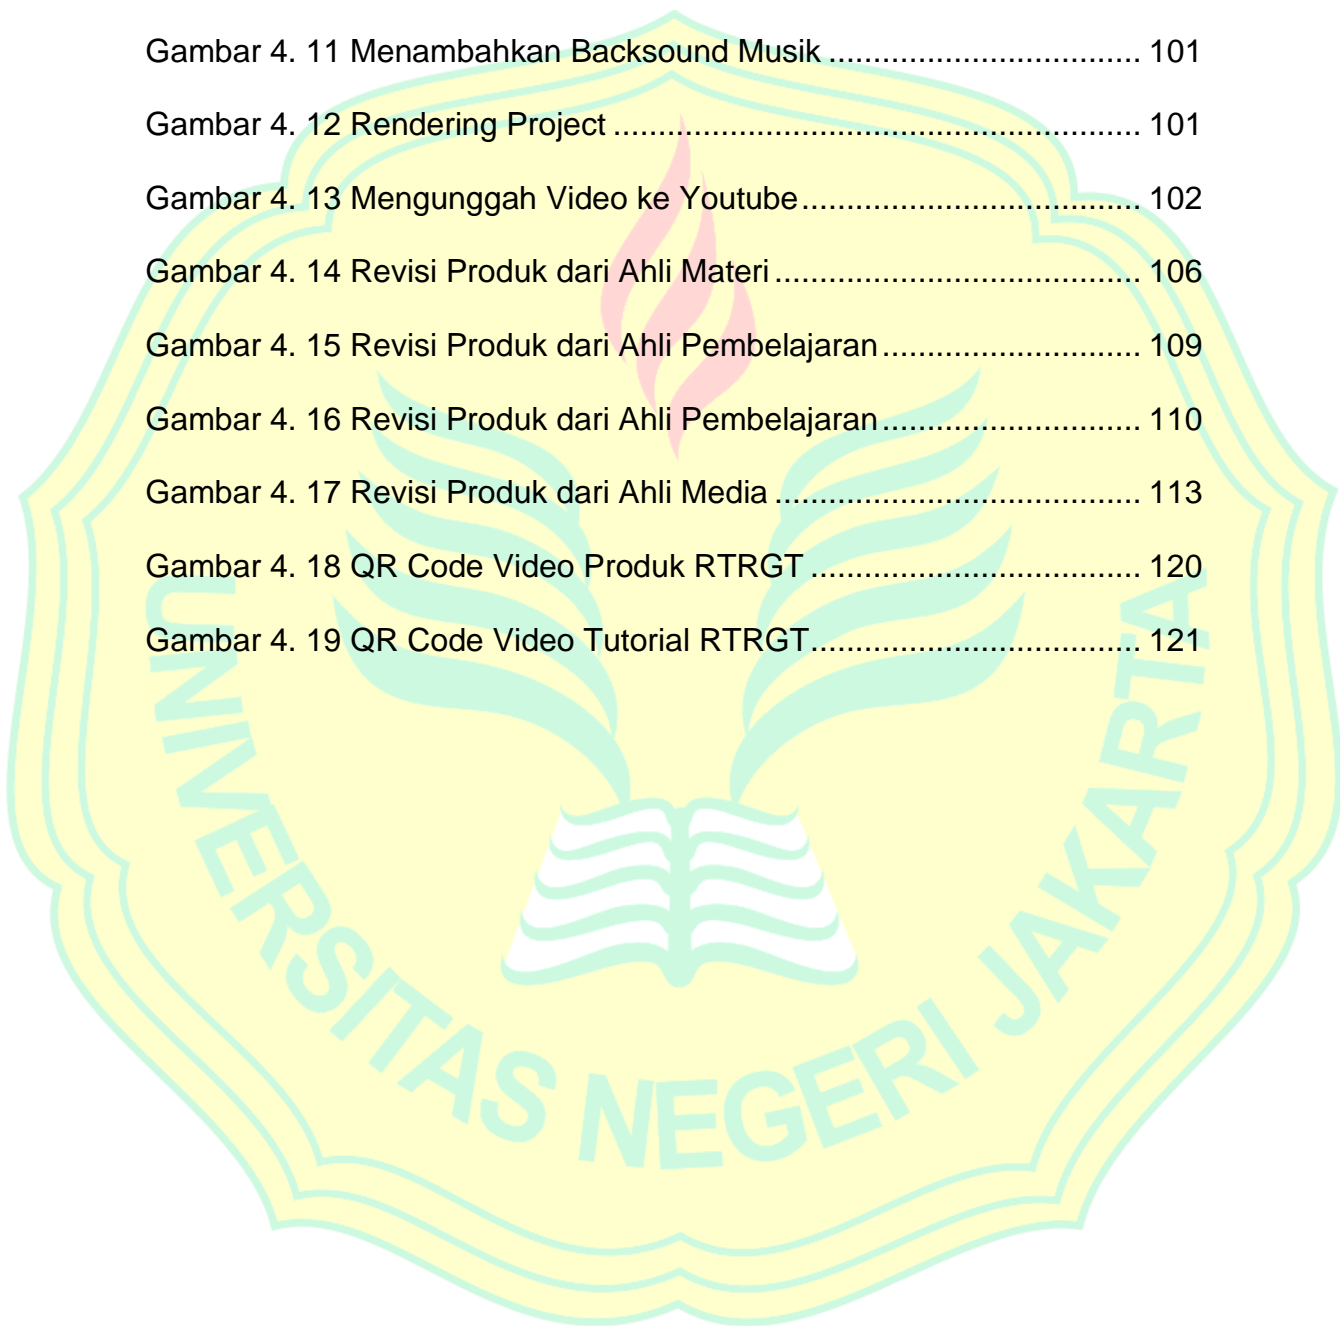 Gambar 4. 11 Menambahkan Backsound Musik ................................... 101
Gambar 4. 12 Rendering Project ........................................................... 101
Gambar 4. 13 Mengunggah Video ke Youtube...................................... 102
Gambar 4. 14 Revisi Produk dari Ahli Materi ......................................... 106
Gambar 4. 15 Revisi Produk dari Ahli Pembelajaran ............................. 109
Gambar 4. 16 Revisi Produk dari Ahli Pembelajaran ............................. 110
Gambar 4. 17 Revisi Produk dari Ahli Media ......................................... 113
Gambar 4. 18 QR Code Video Produk RTRGT ..................................... 120
Gambar 4. 19 QR Code Video Tutorial RTRGT..................................... 121
UNIVERSITAS NEGERI JAKARTA